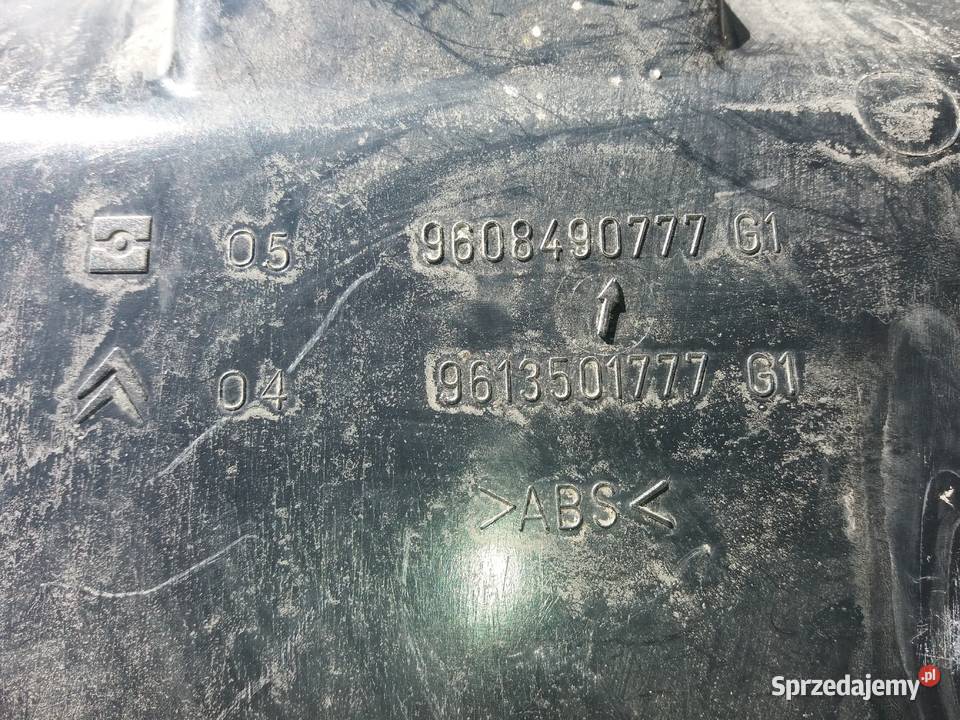 05 9608490777 G1
04 9613501777 G1
>ABS<
Sprzedajemy.pl